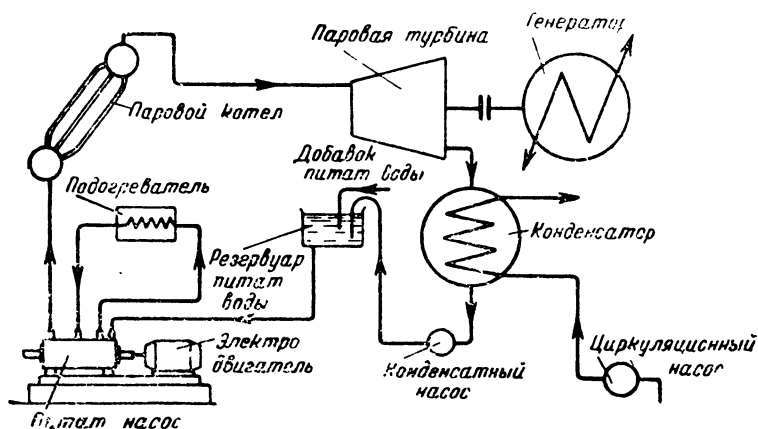 Паровая турбина
Генератор
Паровой котел
Добавок
питат воды
Подогреватель
Резервуар
питат
воды
Конденсатор
Электро
двигатель
Конденсатный
насос
Циркуляционный
насос
Питат насос